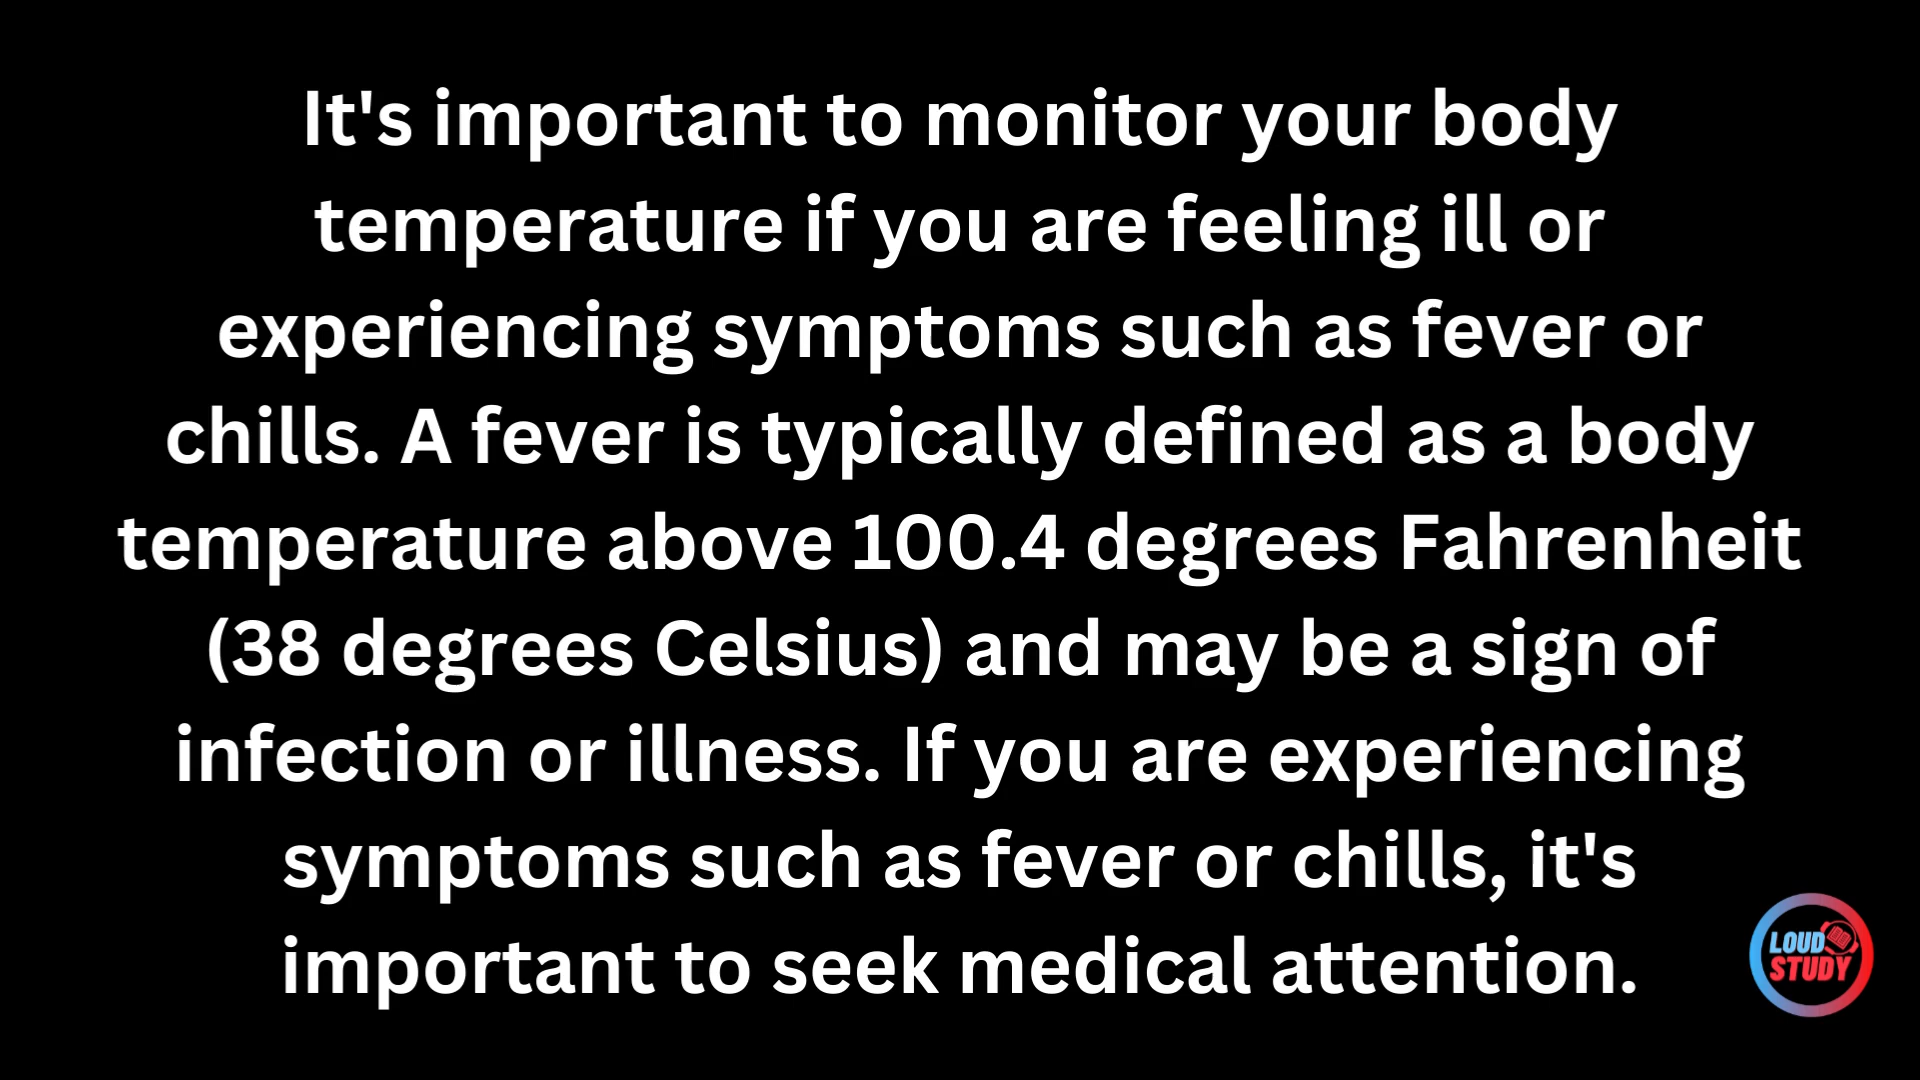 It's important to monitor your body
temperature if you are feeling ill or
experiencing symptoms such as fever or
chills. A fever is typically defined as a body
temperature above 100.4 degrees Fahrenheit
(38 degrees Celsius) and may be a sign of
infection or illness. If you are experiencing
symptoms such as fever or chills, it's
important to seek medical attention.
LOUD
STUDY